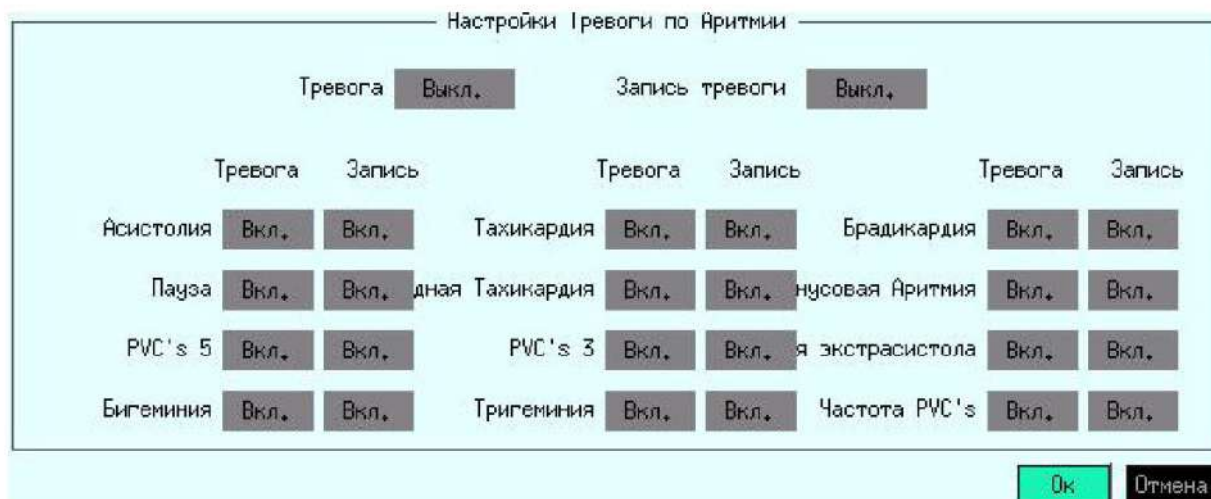 Настройки Тревоги по Аритмии
Тревога Выкл. Запись тревоги Выкл.
Тревога Запись Тревога Запись Тревога Запись
Асистолия Вкл. Вкл. Тахикардия Вкл. Вкл. Брадикардия Вкл. Вкл.
Пауза Вкл. Вкл. дная Тахикардия Вкл. Вкл. нусовая Аритмия Вкл. Вкл.
PVC's 5 Вкл. Вкл. PVC's 3 Вкл. Вкл. я экстрасистола Вкл. Вкл.
Бигеминия Вкл. Вкл. Тригеминия Вкл. Вкл. Частота PVC's Вкл. Вкл.
Ок Отмена